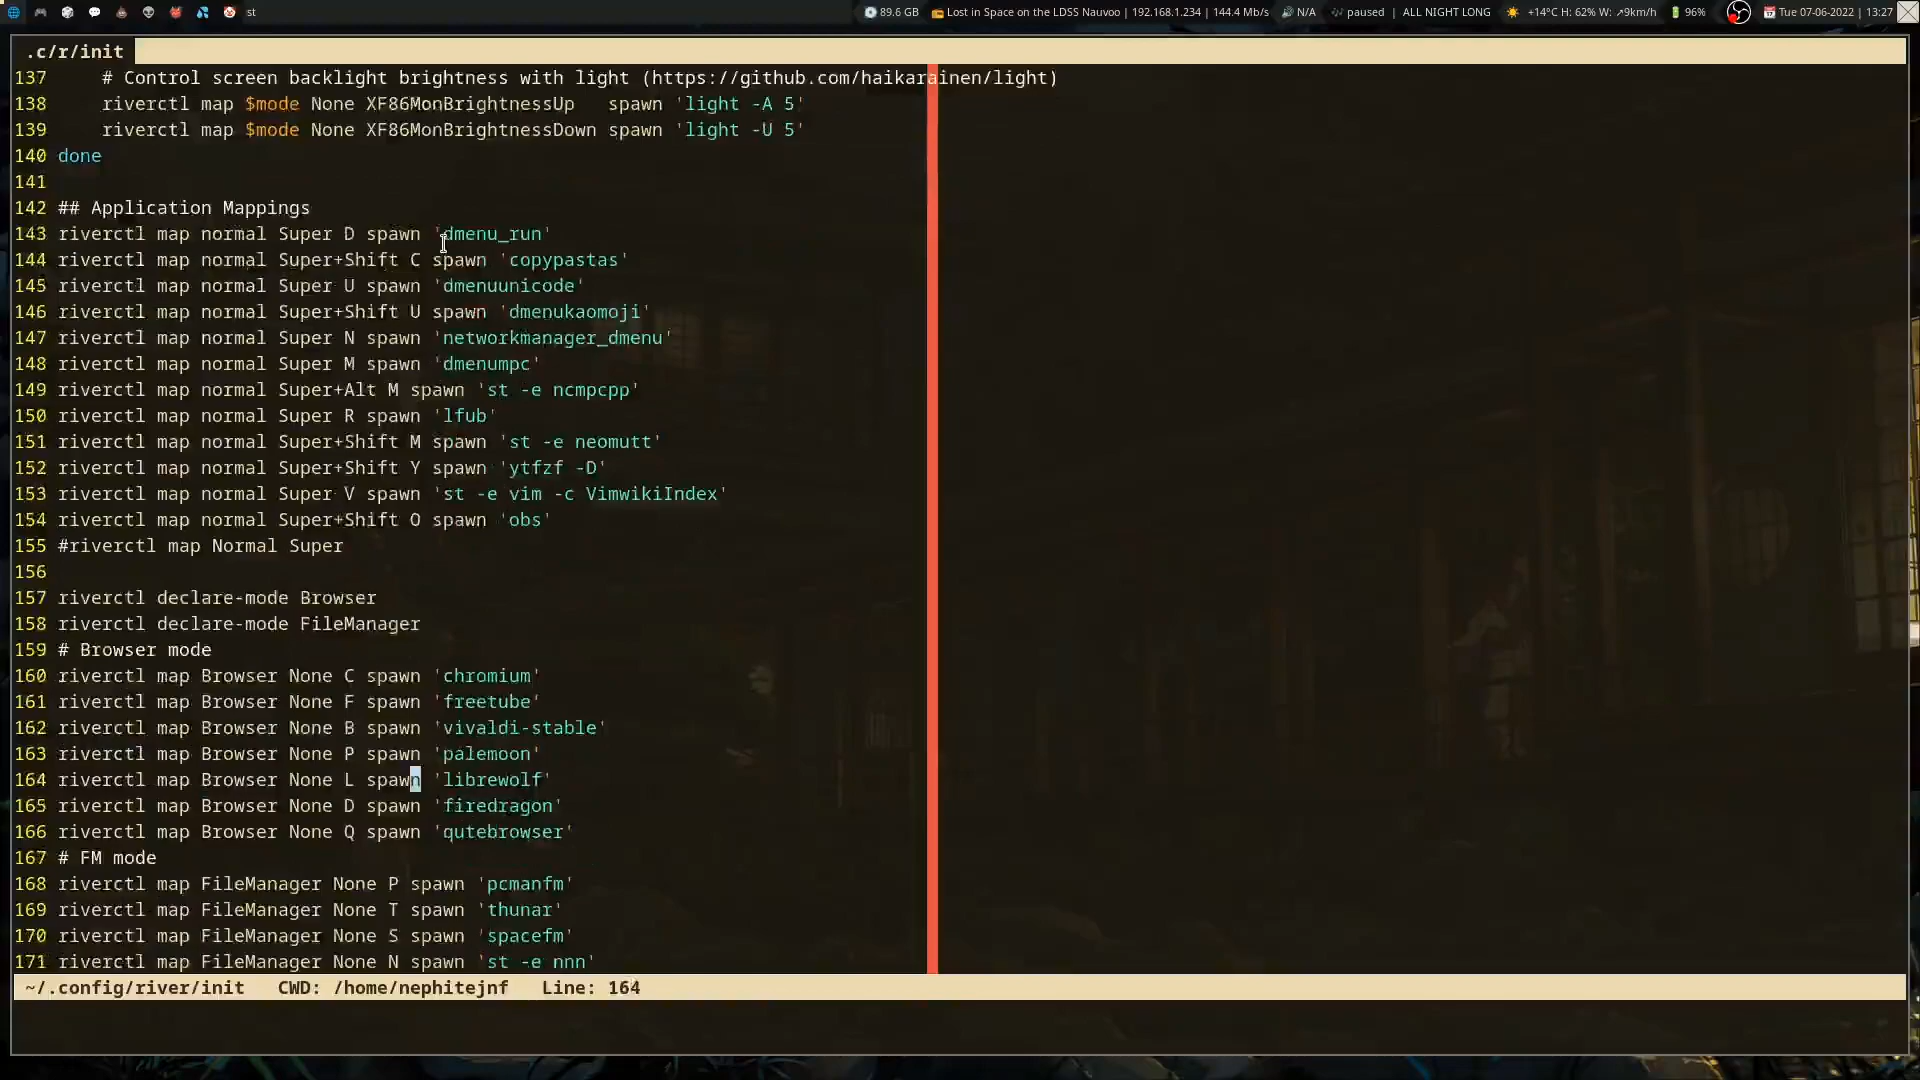 st
89.6 GB
Lost in Space on the LDSS Nauvoo | 192.168.1.234 | 144.4 Mb/s
N/A
paused | ALL NIGHT LONG
+14°C H: 62% W: ↗9km/h
96%
Tue 07-06-2022 | 13:27
.c/r/init
137     # Control screen backlight brightness with light (https://github.com/haikarainen/light)
138     riverctl map $mode None XF86MonBrightnessUp   spawn 'light -A 5'
139     riverctl map $mode None XF86MonBrightnessDown spawn 'light -U 5'
140 done
141
142 ## Application Mappings
143 riverctl map normal Super D spawn 'dmenu_run'
144 riverctl map normal Super+Shift C spawn 'copypastas'
145 riverctl map normal Super U spawn 'dmenuunicode'
146 riverctl map normal Super+Shift U spawn 'dmenukaomoji'
147 riverctl map normal Super N spawn 'networkmanager_dmenu'
148 riverctl map normal Super M spawn 'dmenumpc'
149 riverctl map normal Super+Alt M spawn 'st -e ncmpcpp'
150 riverctl map normal Super R spawn 'lfub'
151 riverctl map normal Super+Shift M spawn 'st -e neomutt'
152 riverctl map normal Super+Shift Y spawn 'ytfzf -D'
153 riverctl map normal Super V spawn 'st -e vim -c VimwikiIndex'
154 riverctl map normal Super+Shift O spawn 'obs'
155 #riverctl map Normal Super
156
157 riverctl declare-mode Browser
158 riverctl declare-mode FileManager
159 # Browser mode
160 riverctl map Browser None C spawn 'chromium'
161 riverctl map Browser None F spawn 'freetube'
162 riverctl map Browser None B spawn 'vivaldi-stable'
163 riverctl map Browser None P spawn 'palemoon'
164 riverctl map Browser None L spawn 'librewolf'
165 riverctl map Browser None D spawn 'firedragon'
166 riverctl map Browser None Q spawn 'qutebrowser'
167 # FM mode
168 riverctl map FileManager None P spawn 'pcmanfm'
169 riverctl map FileManager None T spawn 'thunar'
170 riverctl map FileManager None S spawn 'spacefm'
171 riverctl map FileManager None N spawn 'st -e nnn'
~/.config/river/init   CWD: /home/nephitejnf   Line: 164